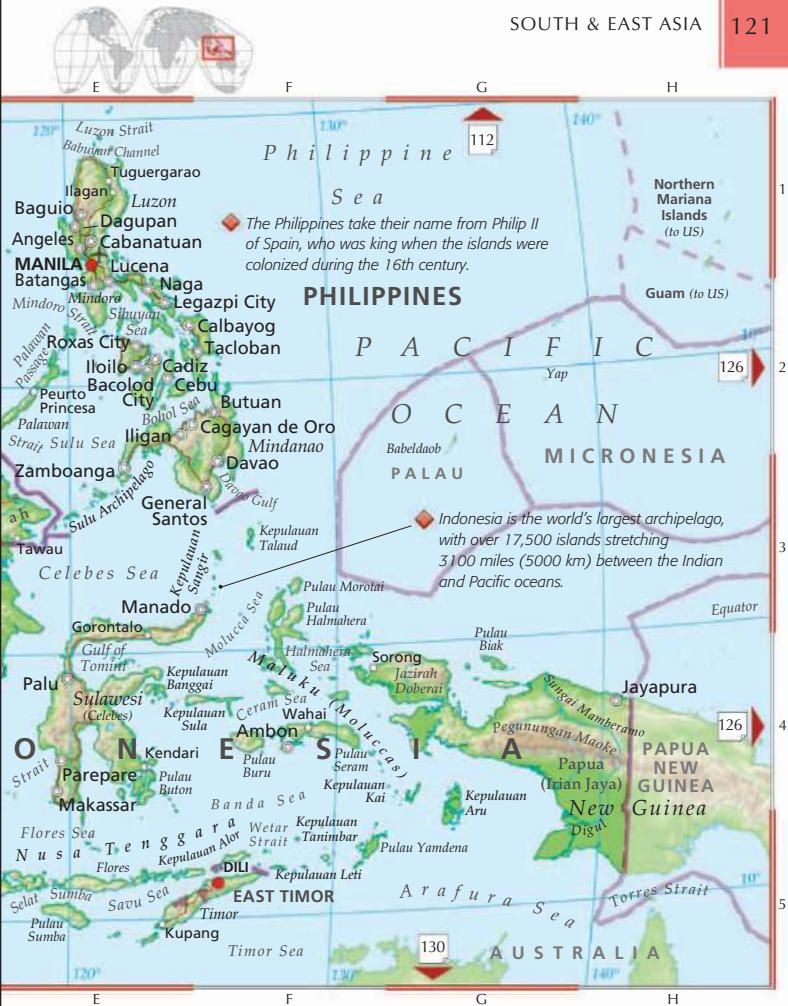 SOUTH & EAST ASIA 121
E F G H
120°
Luzon Strait
130°
140°
Babuyan Channel
Philippine
Sea
112
Tuguergarao
Ilagan
Luzon
Baguio
Dagupan
Angeles
Cabanatuan
MANILA
Lucena
Batangas
Northern
Mariana
Islands
(to US)
1
The Philippines take their name from Philip II
of Spain, who was king when the islands were
colonized during the 16th century.
Naga
Mindoro
Mindoro
Strait
Legazpi City
Sibuyan
Sea
PHILIPPINES
Guam (to US)
Calbayog
Palawan
Passage
Roxas City
Tacloban
PACIFIC
10°
126
2
Iloilo
Cadiz
Bacolod
City
Cebu
Yap
Peurto
Princesa
Butuan
OCEAN
Palawan
Strait
Bohol Sea
Cagayan de Oro
Sulu Sea
Iligan
Mindanao
Babeldaob
PALAU
MICRONESIA
Zamboanga
Davao
Sulu Archipelago
Davao Gulf
General
Santos
ah
Tawau
Kepulauan
Talaud
Indonesia is the world's largest archipelago,
with over 17,500 islands stretching
3100 miles (5000 km) between the Indian
and Pacific oceans.
3
Celebes Sea
Kepulauan
Sangir
Manado
Pulau Morotai
Pulau
Halmahera
Equator
Gorontalo
Molucca Sea
Gulf of
Tomint
Halmahera
Sea
Pulau
Biak
Sorong
Jazirah
Doberai
Palu
Sulawesi
(Celebes)
Kepulauan
Banggai
Maluku (Moluccas)
Sungai Mamberamo
Jayapura
Kepulauan
Sula
Ceram Sea
Wahai
Ambon
Pegunungan Maoke
126
4
ONESIA
Strait
Kendari
Parepare
Pulau
Buton
Pulau
Buru
Pulau
Seram
Papua
(Irian Jaya)
PAPUA
NEW
GUINEA
Makassar
Kepulauan
Kai
Kepulauan
Aru
New Guinea
Banda Sea
Digul
Flores Sea
Nusa Tenggara
Wetar
Strait
Kepulauan
Tanimbar
Kepulauan Alor
Pulau Yamdena
Flores
DILI
Kepulauan Leti
Selat
Sumba
Savu Sea
EAST TIMOR
Arafura Sea
Torres Strait
10°
5
Pulau
Sumba
Timor
Kupang
Timor Sea
130
AUSTRALIA
120°
130°
140°
E F G H